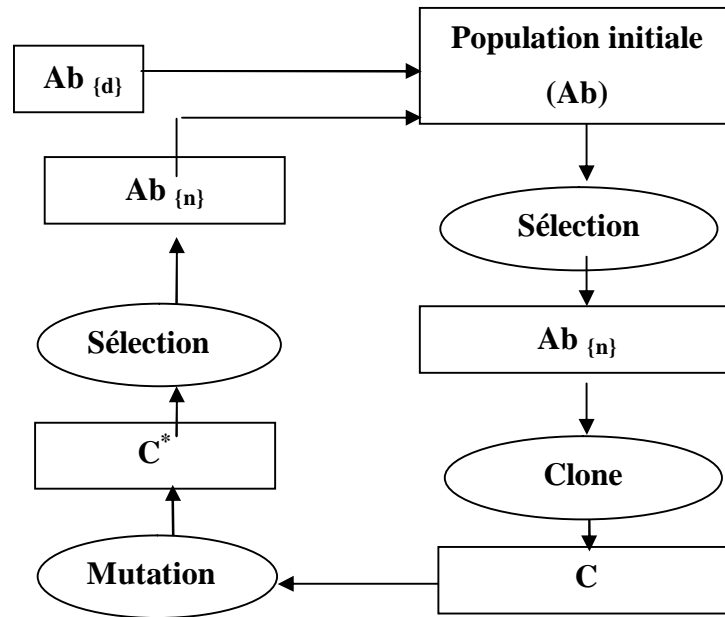 Population initiale
(Ab)
Ab {d}
Ab {n}
Sélection
Sélection
Ab {n}
C*
Clone
Mutation
C